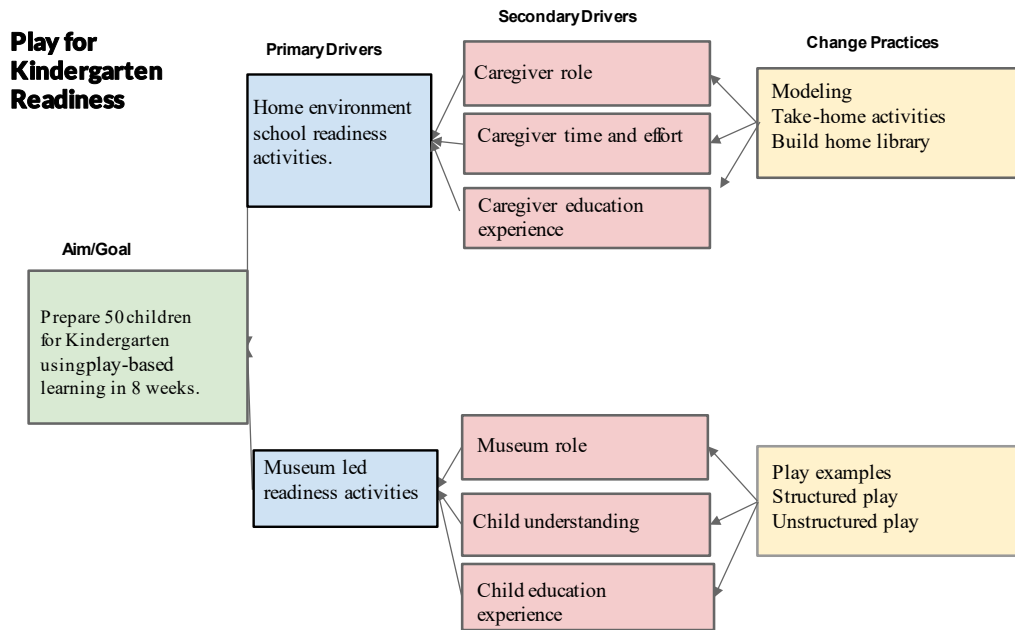 Play for
Kindergarten
Readiness
Primary Drivers
Secondary Drivers
Change Practices
Home environment
school readiness
activities.
Caregiver role
Caregiver time and effort
Caregiver education
experience
Modeling
Take-home activities
Build home library
Aim/Goal
Prepare 50 children
for Kindergarten
using play-based
learning in 8 weeks.
Museum led
readiness activities
Museum role
Child understanding
Child education
experience
Play examples
Structured play
Unstructured play